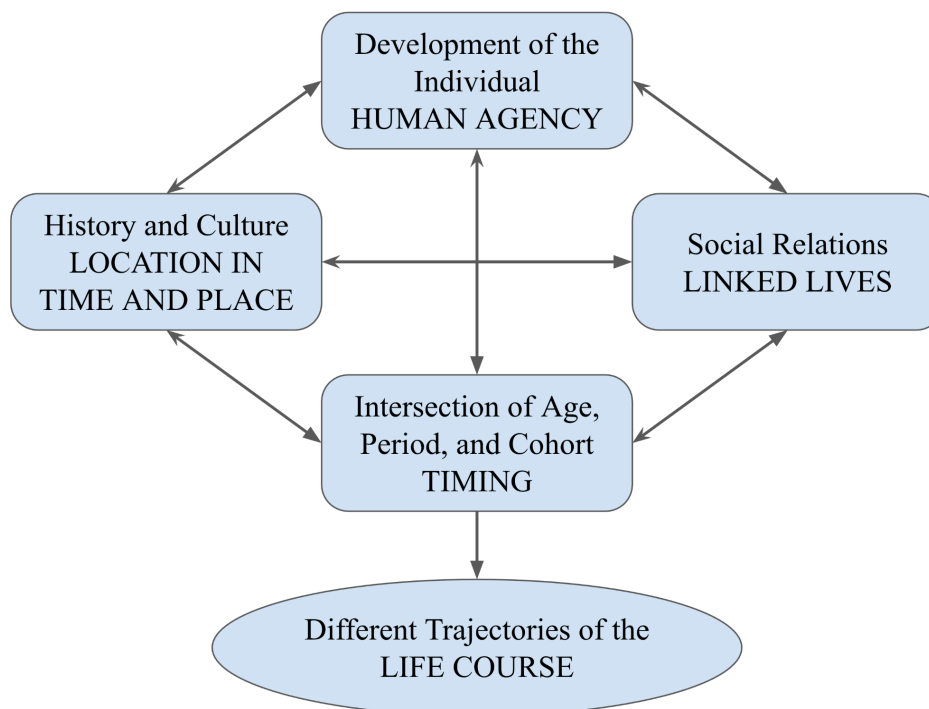 Development of the
Individual
HUMAN AGENCY
History and Culture
LOCATION IN
TIME AND PLACE
Social Relations
LINKED LIVES
Intersection of Age,
Period, and Cohort
TIMING
Different Trajectories of the
LIFE COURSE